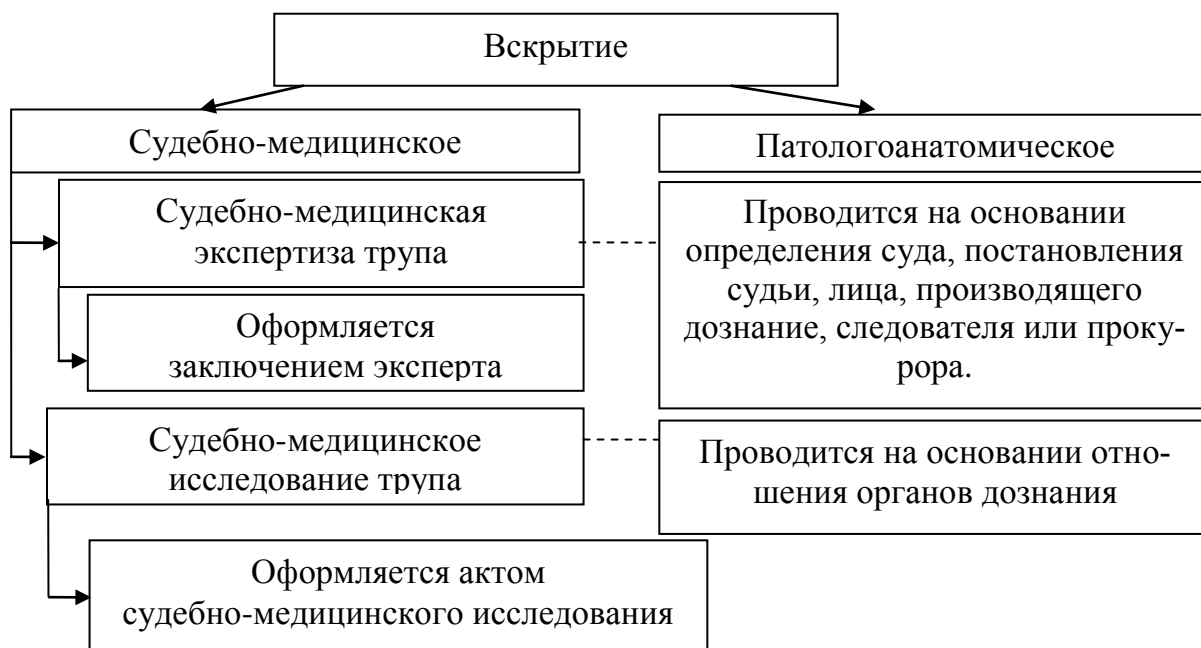 Вскрытие
Судебно-медицинское
Патологоанатомическое
Судебно-медицинская
экспертиза трупа
Проводится на основании
определения суда, постановления
судьи, лица, производящего
дознание, следователя или проку-
рора.
Оформляется
заключением эксперта
Судебно-медицинское
исследование трупа
Проводится на основании отно-
шения органов дознания
Оформляется актом
судебно-медицинского исследования